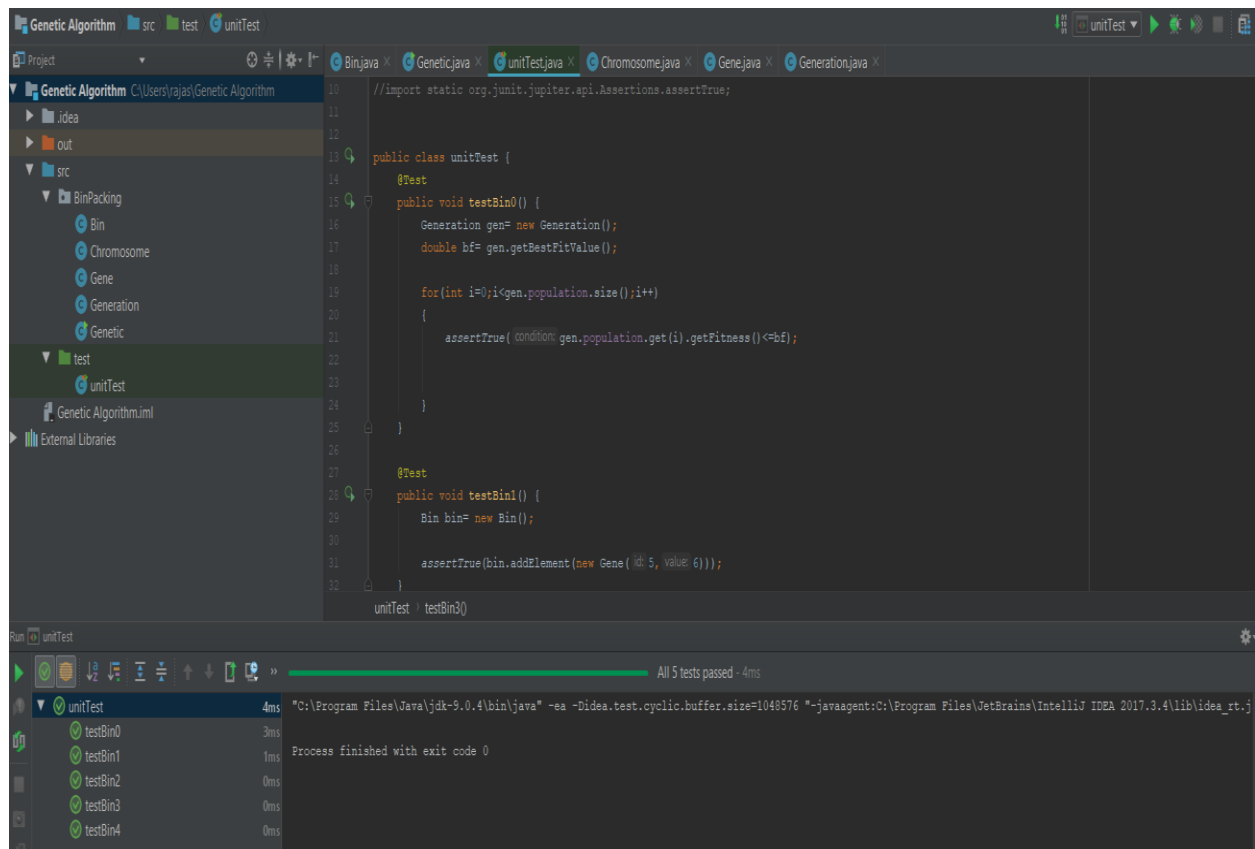 Genetic Algorithm src test unitTest
unitTest
Project
Bin.java Genetic.java unitTest.java Chromosome.java Gene.java Generation.java
Genetic Algorithm C:\Users\rajas\Genetic Algorithm
.idea
out
src
BinPacking
Bin
Chromosome
Gene
Generation
Genetic
test
unitTest
Genetic Algorithm.iml
External Libraries
10 //import static org.junit.jupiter.api.Assertions.assertTrue;
11
12
13 public class unitTest {
14 @Test
15 public void testBin0() {
16 Generation gen= new Generation();
17 double bf= gen.getBestFitValue();
18
19 for(int i=0;i<gen.population.size();i++)
20 {
21 assertTrue( condition: gen.population.get(i).getFitness()<=bf);
22
23
24 }
25 }
26
27 @Test
28 public void testBin1() {
29 Bin bin= new Bin();
30
31 assertTrue(bin.addElement(new Gene( id: 5, value: 6)));
32 }
unitTest testBin3()
Run unitTest
» All 5 tests passed - 4ms
unitTest 4ms
testBin0 3ms
testBin1 1ms
testBin2 0ms
testBin3 0ms
testBin4 0ms
"C:\Program Files\Java\jdk-9.0.4\bin\java" -ea -Didea.test.cyclic.buffer.size=1048576 "-javaagent:C:\Program Files\JetBrains\IntelliJ IDEA 2017.3.4\lib\idea_rt.j
Process finished with exit code 0